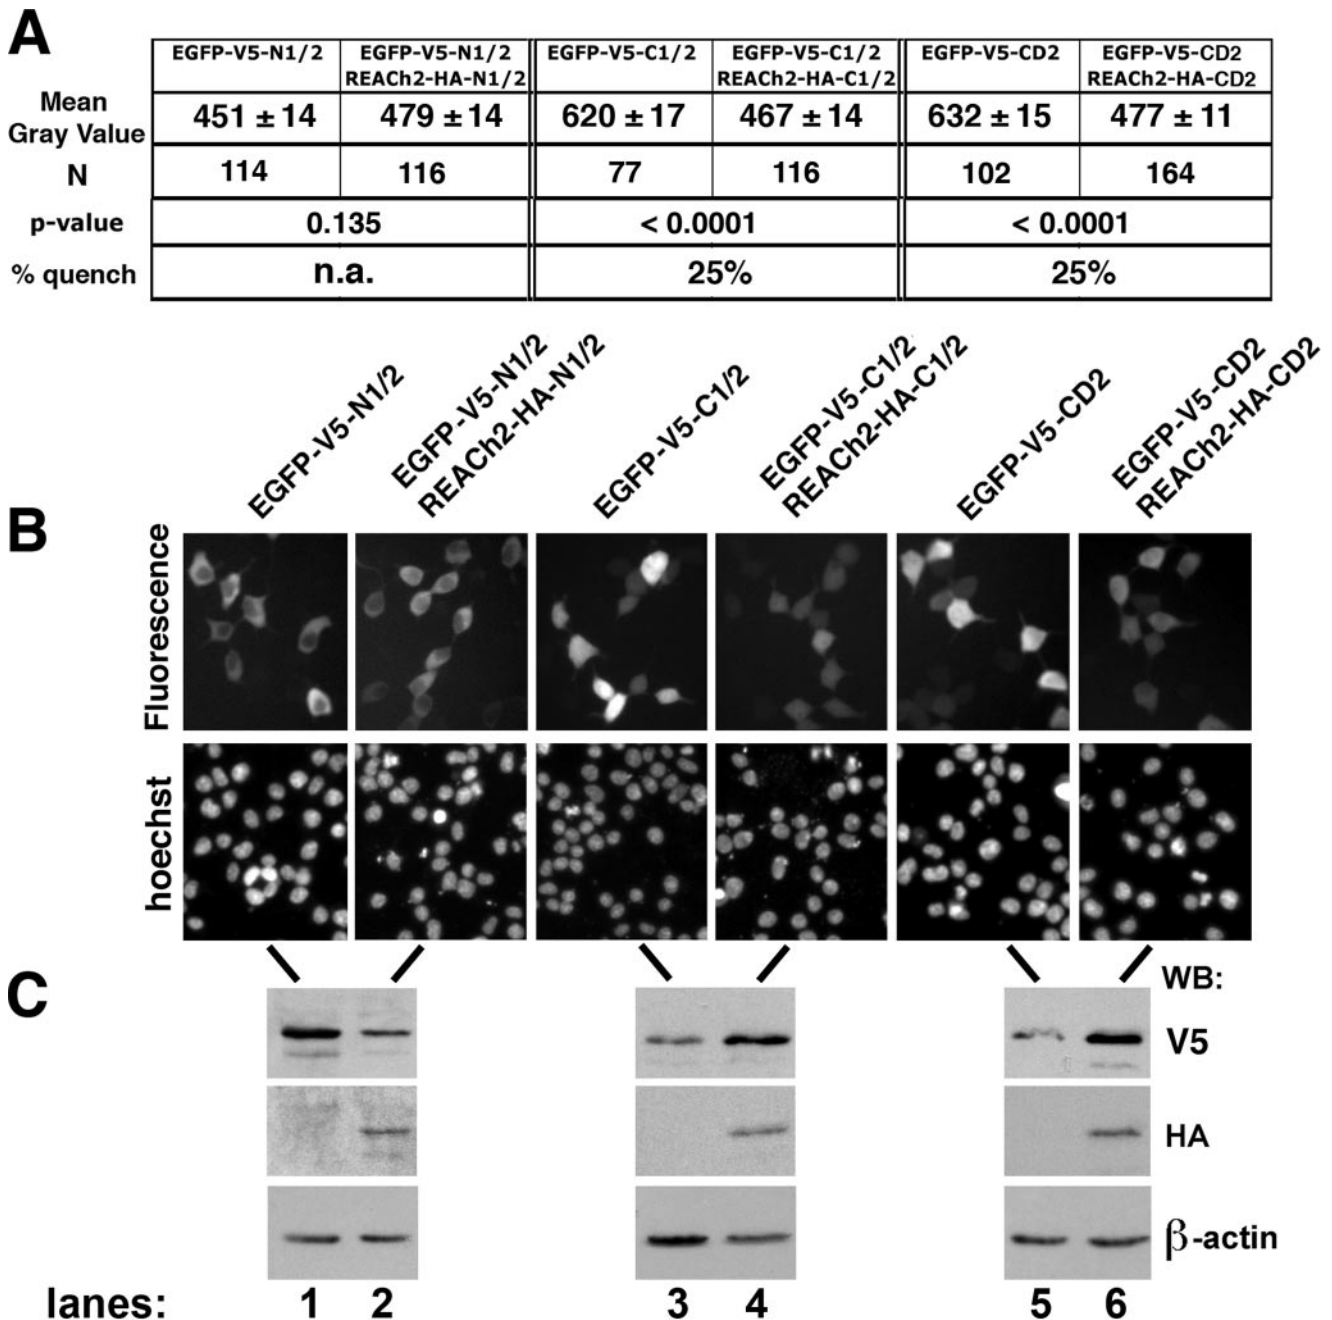 A
EGFP-V5-N1/2 EGFP-V5-N1/2 EGFP-V5-C1/2 EGFP-V5-C1/2 EGFP-V5-CD2 EGFP-V5-CD2
REACh2-HA-N1/2 REACh2-HA-C1/2 REACh2-HA-CD2
Mean
Gray Value 451 ± 14 479 ± 14 620 ± 17 467 ± 14 632 ± 15 477 ± 11
N 114 116 77 116 102 164
p-value 0.135 < 0.0001 < 0.0001
% quench n.a. 25% 25%
EGFP-V5-N1/2
EGFP-V5-N1/2
REACh2-HA-N1/2
EGFP-V5-C1/2
EGFP-V5-C1/2
REACh2-HA-C1/2
EGFP-V5-CD2
EGFP-V5-CD2
REACh2-HA-CD2
B
Fluorescence
hoechst
C
WB:
V5
HA
β-actin
lanes: 1 2 3 4 5 6